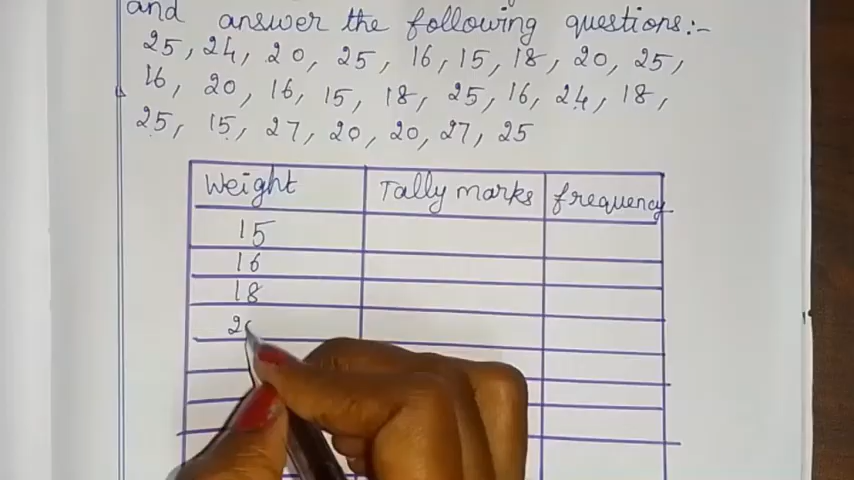 and answer the following questions:-
25, 24, 20, 25, 16, 15, 18, 20, 25,
16, 20, 16, 15, 18, 25, 16, 24, 18,
25, 15, 27, 20, 20, 27, 25
Weight Tally marks frequency
15
16
18
20